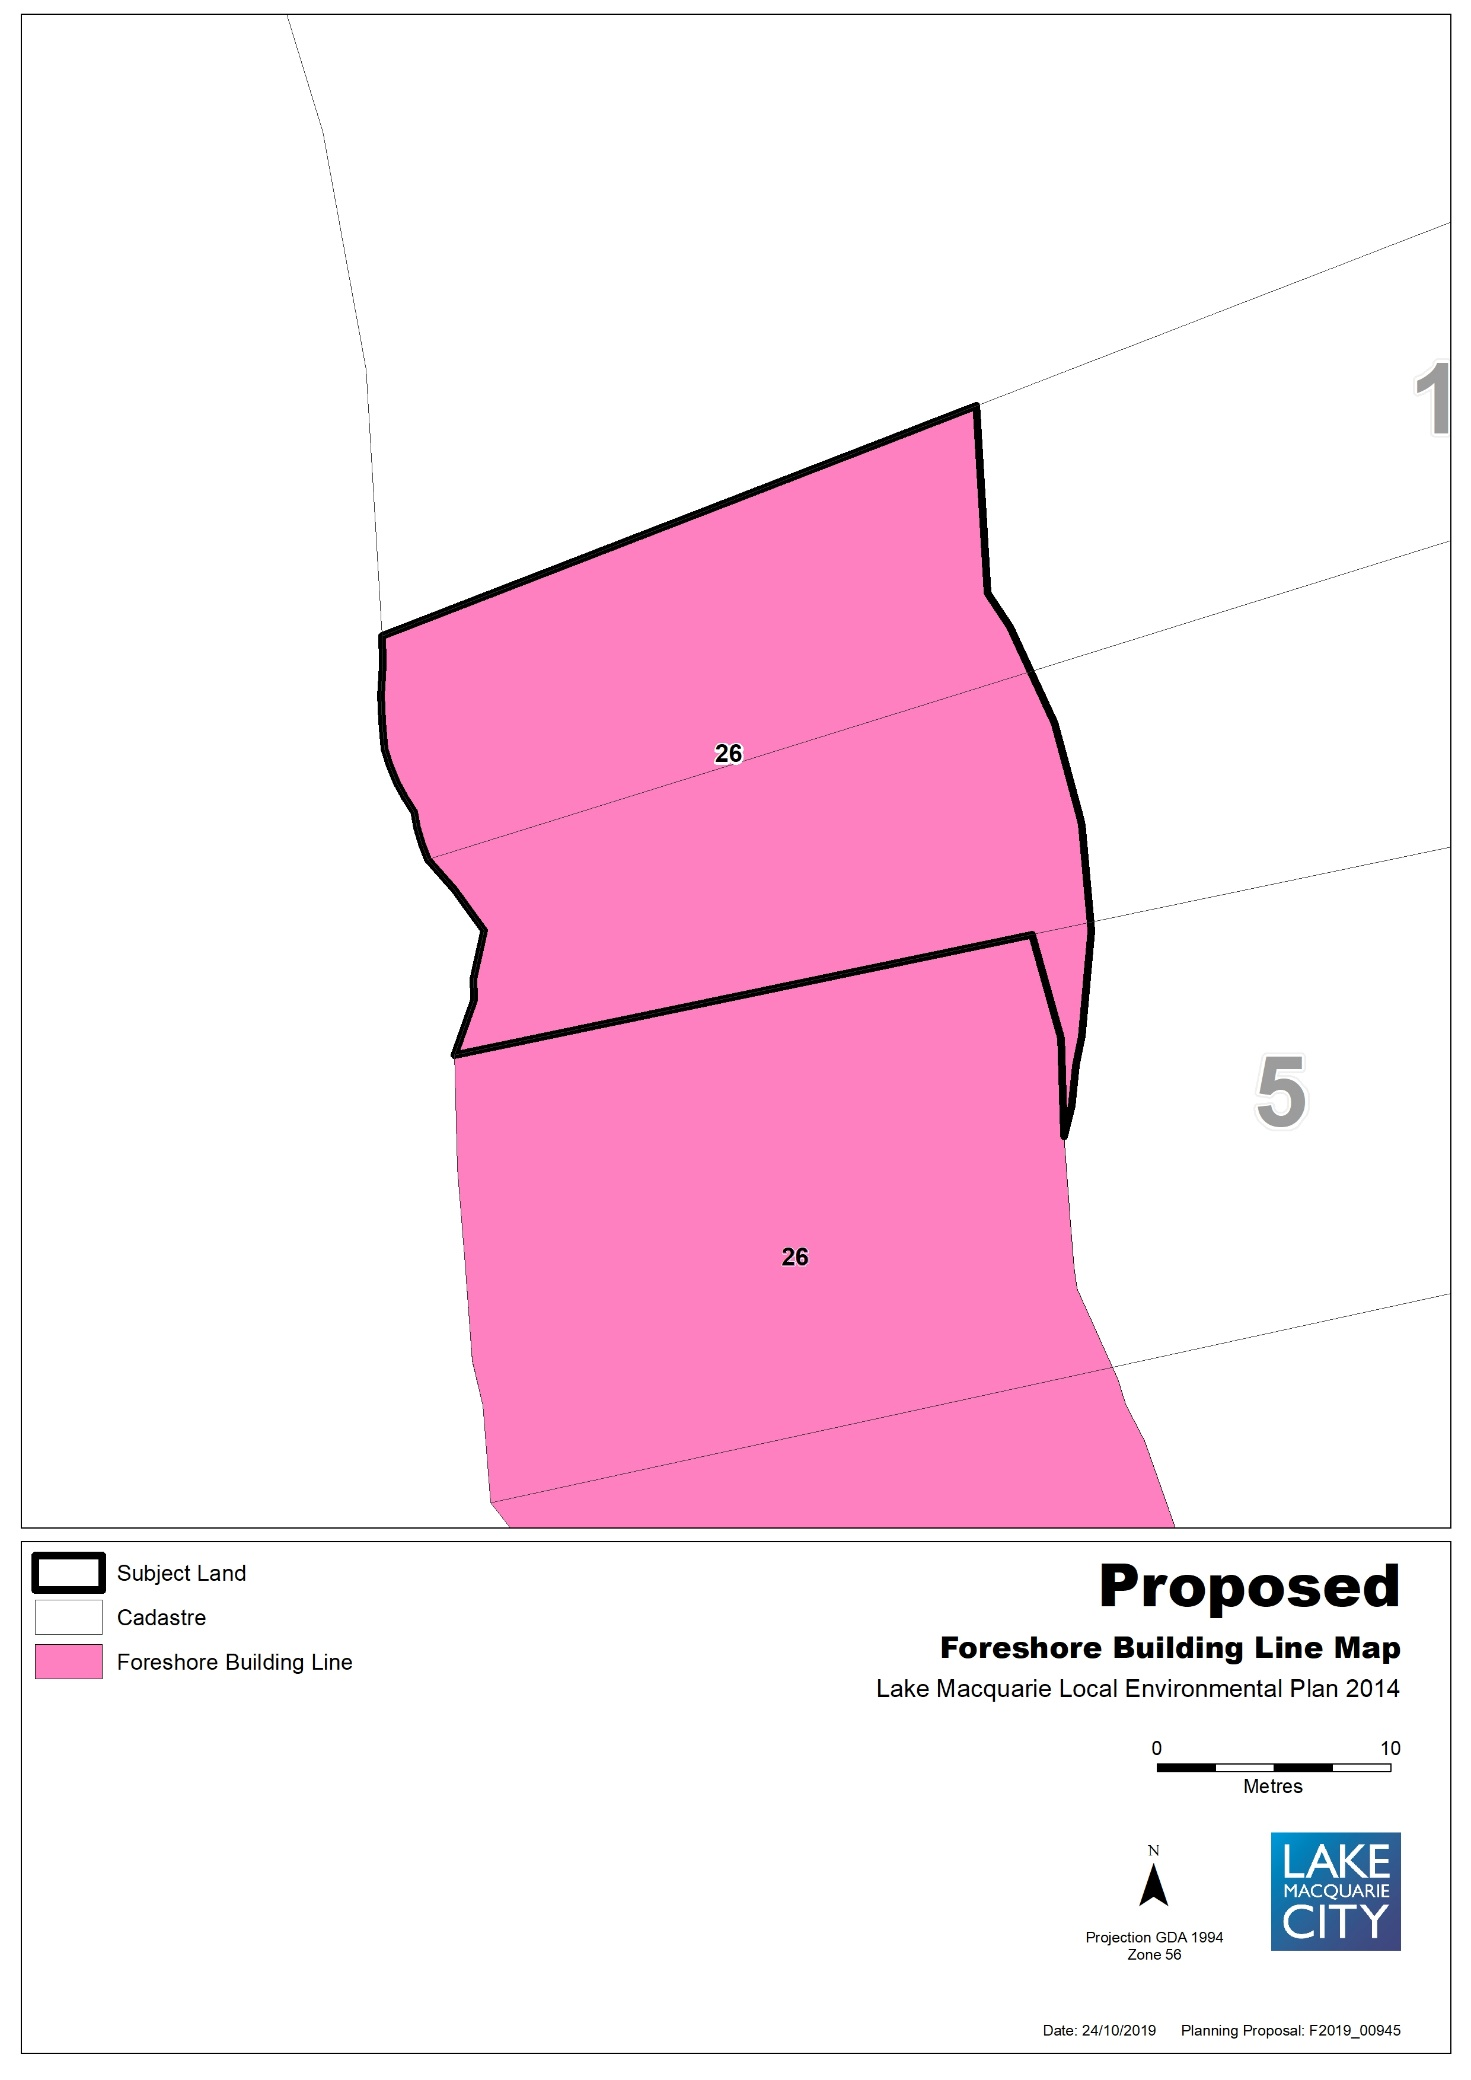 1
26
5
26
Subject Land
Cadastre
Foreshore Building Line
Proposed
Foreshore Building Line Map
Lake Macquarie Local Environmental Plan 2014
0 10
Metres
N
Projection GDA 1994
Zone 56
LAKE
MACQUARIE
CITY
Date: 24/10/2019 Planning Proposal: F2019_00945